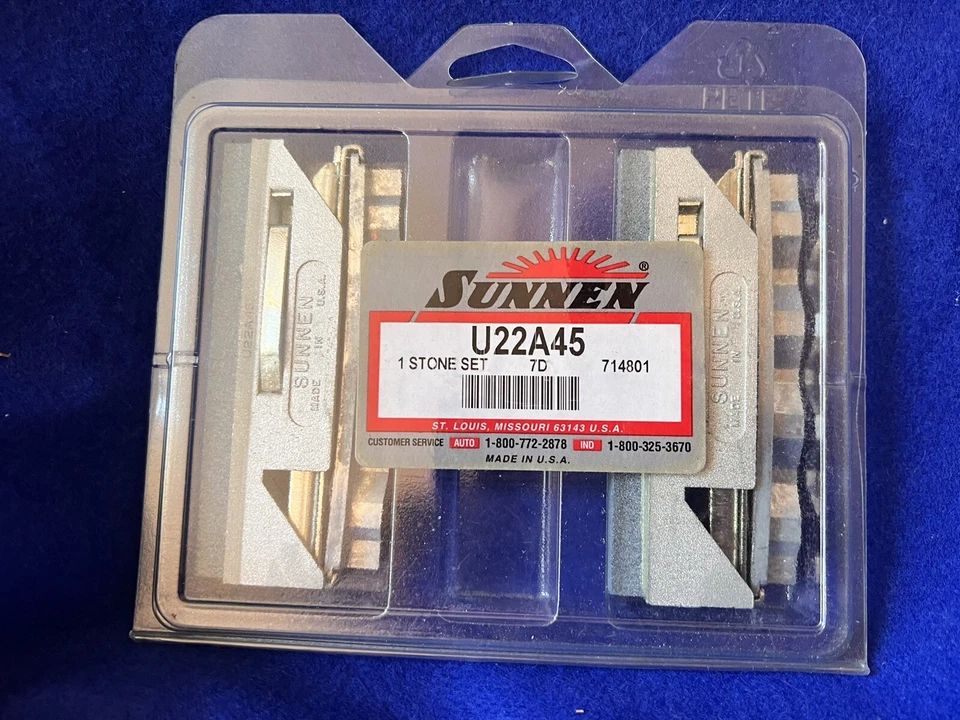 SUNNEN®
U22A45
1 STONE SET 7D 714801
ST. LOUIS, MISSOURI 63143 U.S.A.
CUSTOMER SERVICE AUTO 1-800-772-2878 IND 1-800-325-3670
MADE IN U.S.A.
SUNNEN
MADE IN U.S.A.
SUNNEN
MADE IN U.S.A.